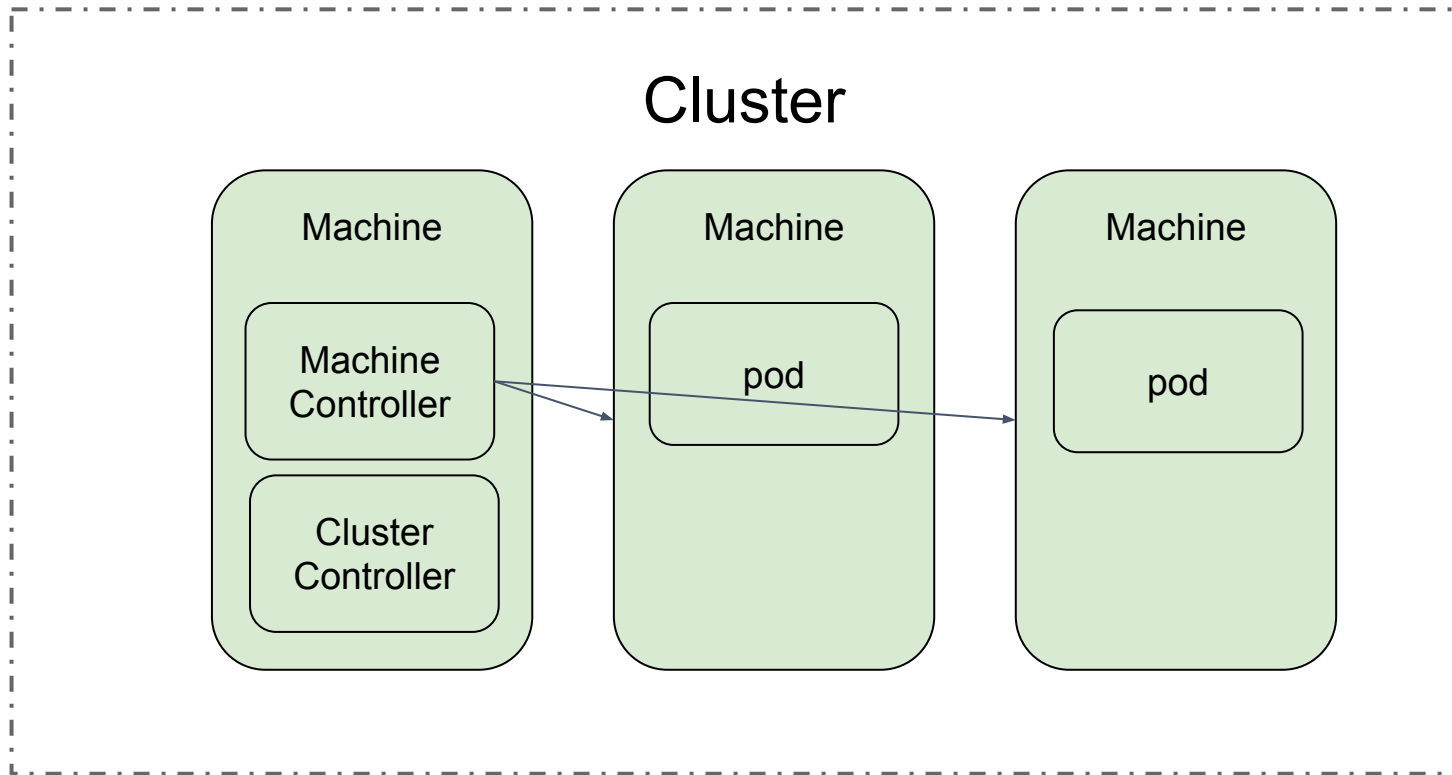 Cluster
Machine
Machine
Controller
Cluster
Controller
Machine
pod
Machine
pod